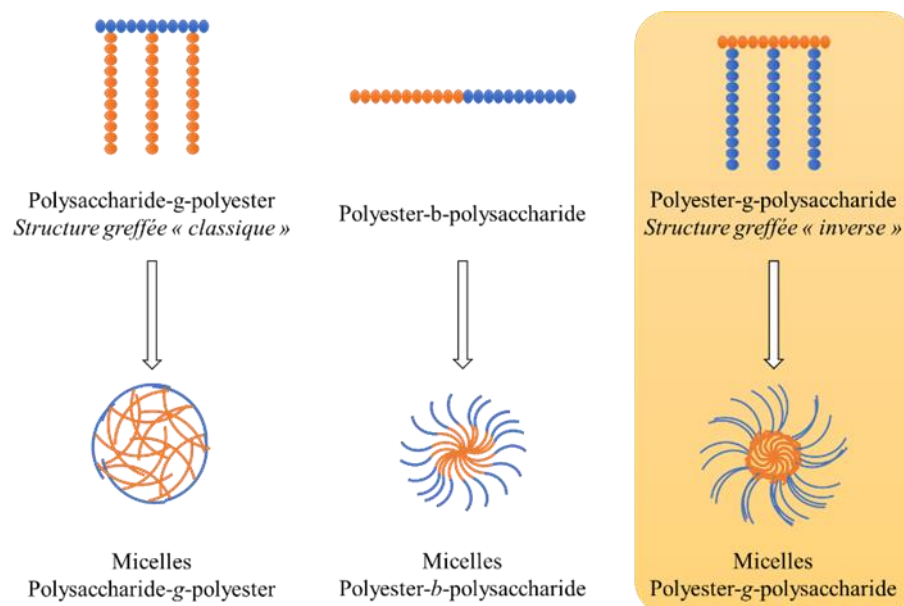 Polysaccharide-g-polyester
Structure greffée « classique »
Polyester-b-polysaccharide
Polyester-g-polysaccharide
Structure greffée « inverse »
Micelles
Polysaccharide-g-polyester
Micelles
Polyester-b-polysaccharide
Micelles
Polyester-g-polysaccharide